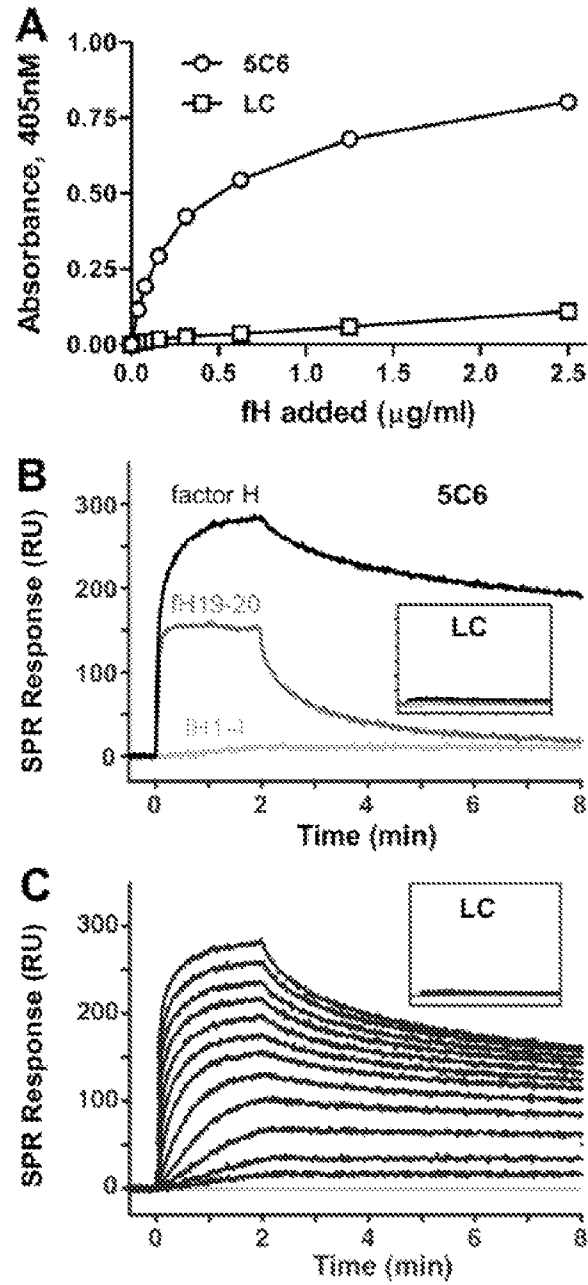 A
1.00
0.75
0.50
0.25
0.00
Absorbance, 405nM
5C6
LC
0.0 0.5 1.0 1.5 2.0 2.5
fH added (μg/ml)
B
300
200
100
0
SPR Response (RU)
factor H
5C6
fH19-20
fH1-4
LC
0 2 4 6 8
Time (min)
C
300
200
100
0
SPR Response (RU)
LC
0 2 4 6 8
Time (min)